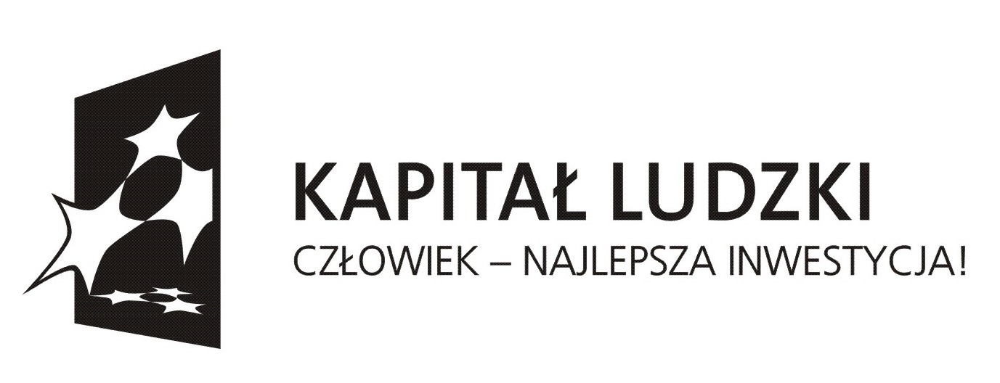 KAPITAŁ LUDZKI
CZŁOWIEK – NAJLEPSZA INWESTYCJA!